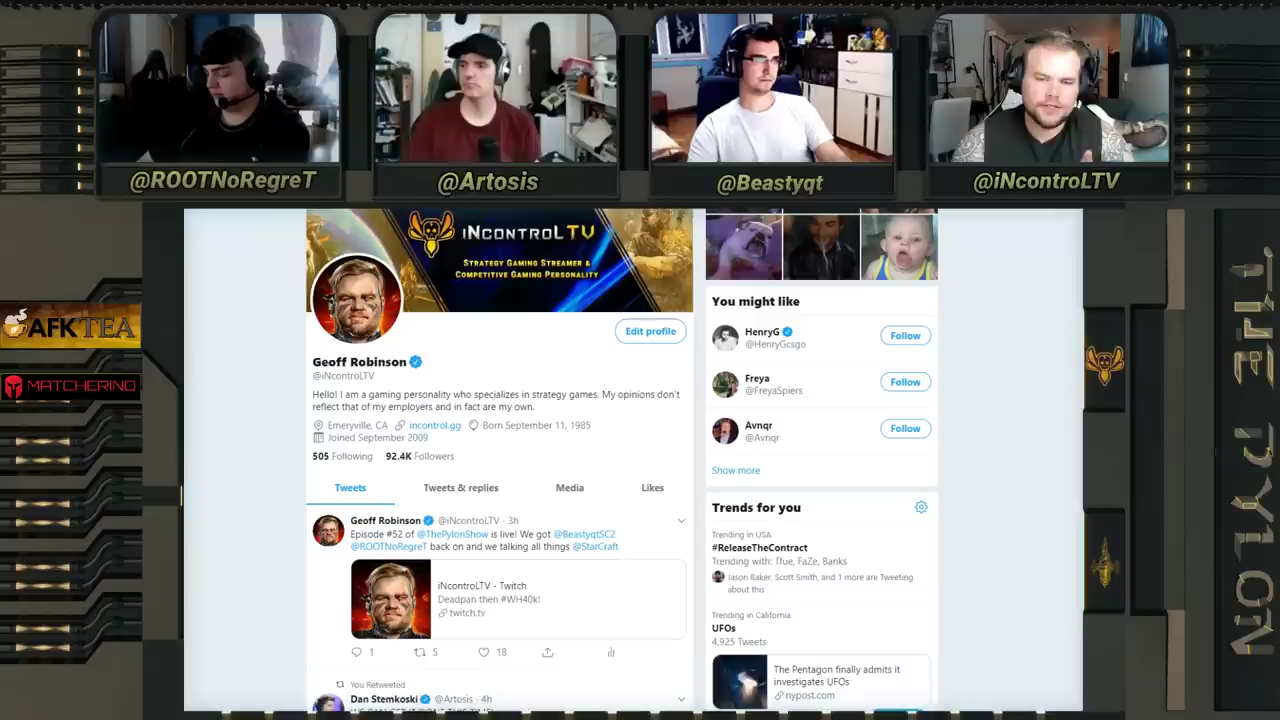 @ROOTNoRegreT
@Artosis
@Beastyqt
@iNcontroLTV
iNcontroLTV
STRATEGY GAMING STREAMER &
COMPETITIVE GAMING PERSONALITY
Edit profile
Geoff Robinson
@iNcontroLTV
Hello! I am a gaming personality who specializes in strategy games. My opinions don't
reflect that of my employers and in fact are my own.
Emeryville, CA incontrol.gg Born September 11, 1985
Joined September 2009
505 Following 92.4K Followers
Tweets Tweets & replies Media Likes
Geoff Robinson @iNcontroLTV · 3h
Episode #52 of @ThePylonShow is live! We got @BeastyqtSC2
@ROOTNoRegreT back on and we talking all things @StarCraft
iNcontroLTV - Twitch
Deadpan then #WH40k!
twitch.tv
1 5 18
You Retweeted
Dan Stemkoski @Artosis · 4h
You might like
HenryG
@HenryGcsgo
Follow
Freya
@FreyaSpiers
Follow
Avnqr
@Avnqr
Follow
Show more
Trends for you
Trending in USA
#ReleaseTheContract
Trending with: Tfue, FaZe, Banks
Jason Baker, Scott Smith, and 1 more are Tweeting
about this
Trending in California
UFOs
4,925 Tweets
The Pentagon finally admits it
investigates UFOs
nypost.com
AFKTEA
MATCHERINO